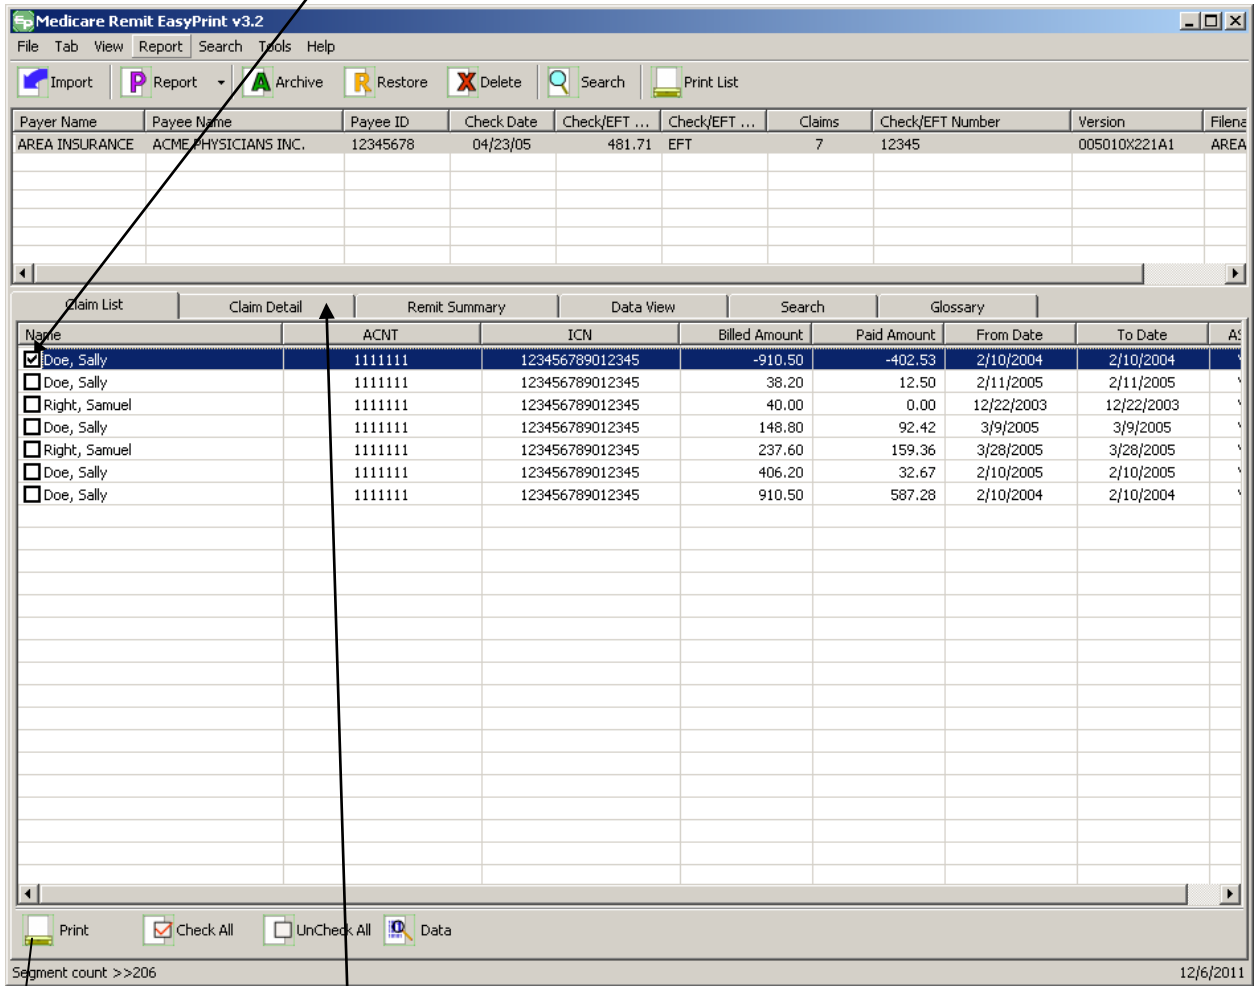 Medicare Remit EasyPrint v3.2
File Tab View Report Search Tools Help
Import Report Archive Restore Delete Search Print List
Payer Name Payee Name Payee ID Check Date Check/EFT ... Check/EFT ... Claims Check/EFT Number Version Filena
AREA INSURANCE ACME PHYSICIANS INC. 12345678 04/23/05 481.71 EFT 7 12345 005010X221A1 AREA
Claim List Claim Detail Remit Summary Data View Search Glossary
Name ACNT ICN Billed Amount Paid Amount From Date To Date AS
Doe, Sally 1111111 123456789012345 -910.50 -402.53 2/10/2004 2/10/2004
Doe, Sally 1111111 123456789012345 38.20 12.50 2/11/2005 2/11/2005
Right, Samuel 1111111 123456789012345 40.00 0.00 12/22/2003 12/22/2003
Doe, Sally 1111111 123456789012345 148.80 92.42 3/9/2005 3/9/2005
Right, Samuel 1111111 123456789012345 237.60 159.36 3/28/2005 3/28/2005
Doe, Sally 1111111 123456789012345 406.20 32.67 2/10/2005 2/10/2005
Doe, Sally 1111111 123456789012345 910.50 587.28 2/10/2004 2/10/2004
Print Check All UnCheck All Data
Segment count >>206 12/6/2011